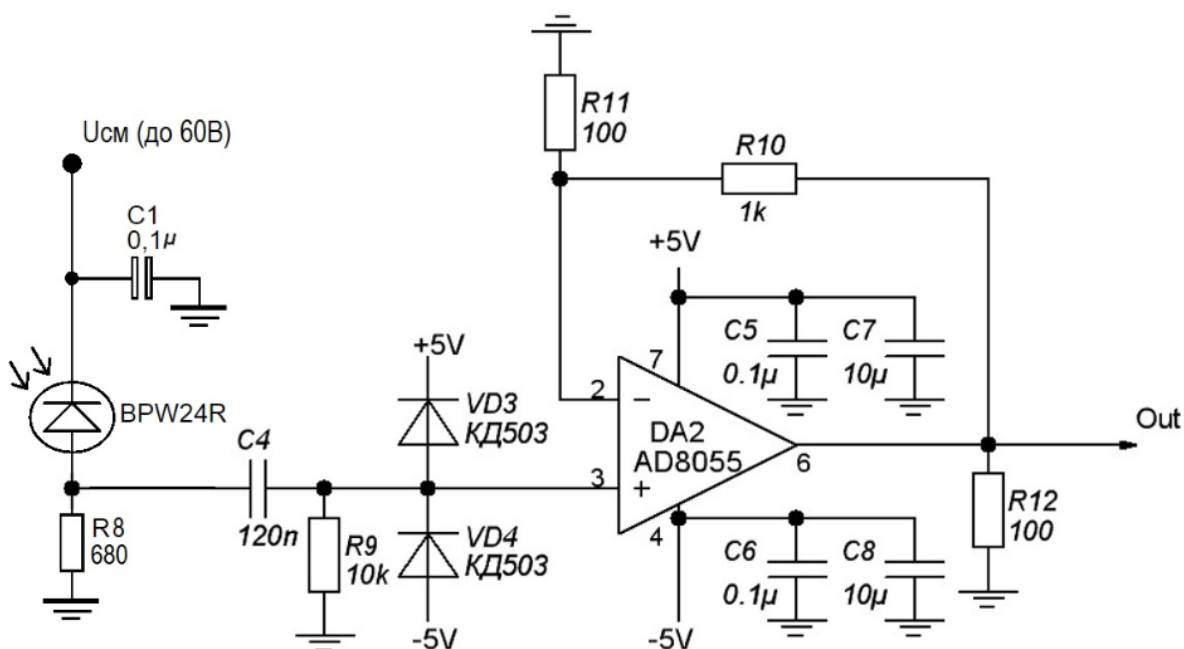 R11
100
Uсм (до 60В)
R10
1k
C1
0,1µ
+5V
C5
0.1µ
C7
10µ
+5V
7
VD3
КД503
2
−
BPW24R
DA2
AD8055
Out
C4
6
3
+
120n
R8
680
R9
10k
VD4
КД503
4
C6
0.1µ
C8
10µ
R12
100
-5V
-5V